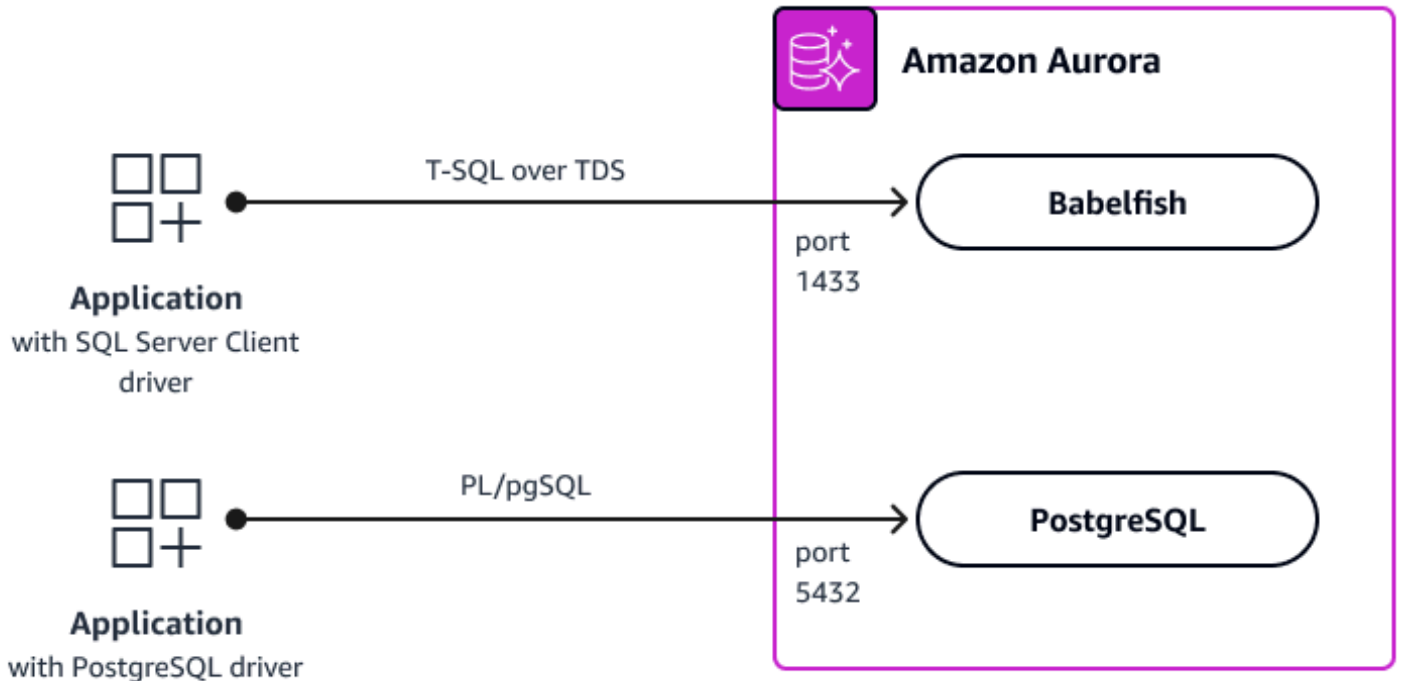 Amazon Aurora
T-SQL over TDS
Babelfish
port
1433
Application
with SQL Server Client
driver
PL/pgSQL
PostgreSQL
port
5432
Application
with PostgreSQL driver